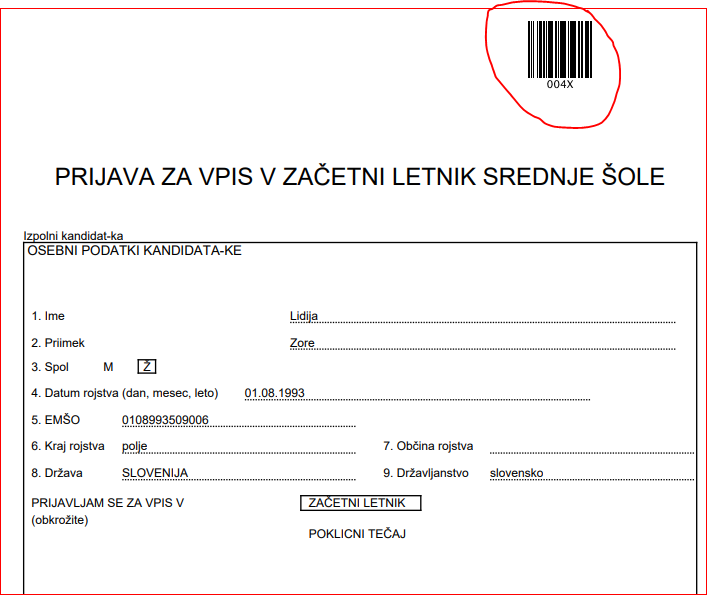 004X
PRIJAVA ZA VPIS V ZAČETNI LETNIK SREDNJE ŠOLE
Izpolni kandidat-ka
OSEBNI PODATKI KANDIDATA-KE
1. Ime Lidija
2. Priimek Zore
3. Spol M Ž
4. Datum rojstva (dan, mesec, leto) 01.08.1993
5. EMŠO 0108993509006
6. Kraj rojstva polje 7. Občina rojstva
8. Država SLOVENIJA 9. Državljanstvo slovensko
PRIJAVLJAM SE ZA VPIS V ZAČETNI LETNIK
(obkrožite)
POKLICNI TEČAJ